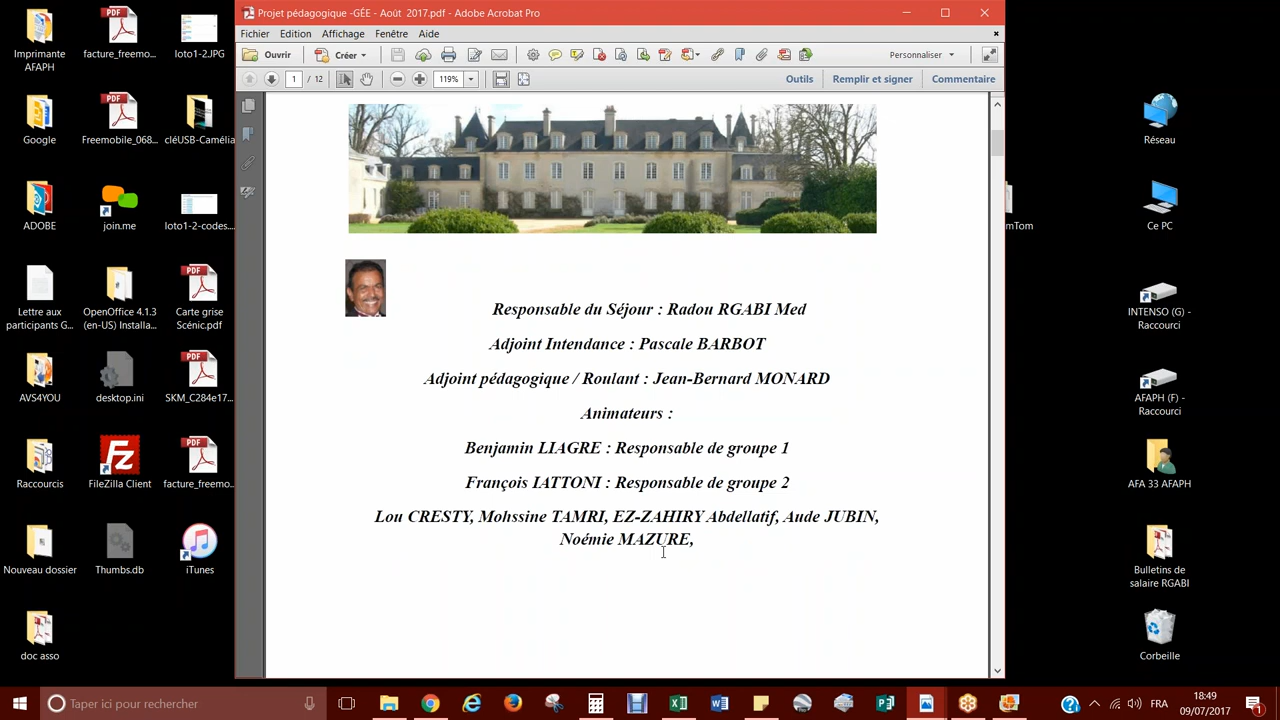 Projet pédagogique -GÉE - Août 2017.pdf - Adobe Acrobat Pro
Fichier Edition Affichage Fenêtre Aide
Ouvrir Créer Personnaliser
1 / 12 119% Outils Remplir et signer Commentaire
Responsable du Séjour : Radou RGABI Med
Adjoint Intendance : Pascale BARBOT
Adjoint pédagogique / Roulant : Jean-Bernard MONARD
Animateurs :
Benjamin LIAGRE : Responsable de groupe 1
François IATTONI : Responsable de groupe 2
Lou CRESTY, Mohssine TAMRI, EZ-ZAHIRY Abdellatif, Aude JUBIN,
Noémie MAZURE,
Imprimante
AFAPH
facture_freemo...
loto1-2.JPG
Google
Freemobile_068...
cléUSB-Camélia
ADOBE
join.me
loto1-2-codes...
Lettre aux
participants G...
OpenOffice 4.1.3
(en-US) Installa...
Carte grise
Scénic.pdf
AVS4YOU
desktop.ini
SKM_C284e17...
Raccourcis
FileZilla Client
facture_freemo...
Nouveau dossier
Thumbs.db
iTunes
doc asso
Réseau
mTom
Ce PC
INTENSO (G) -
Raccourci
AFAPH (F) -
Raccourci
AFA 33 AFAPH
Bulletins de
salaire RGABI
Corbeille
Taper ici pour rechercher
FRA
18:49
09/07/2017
1